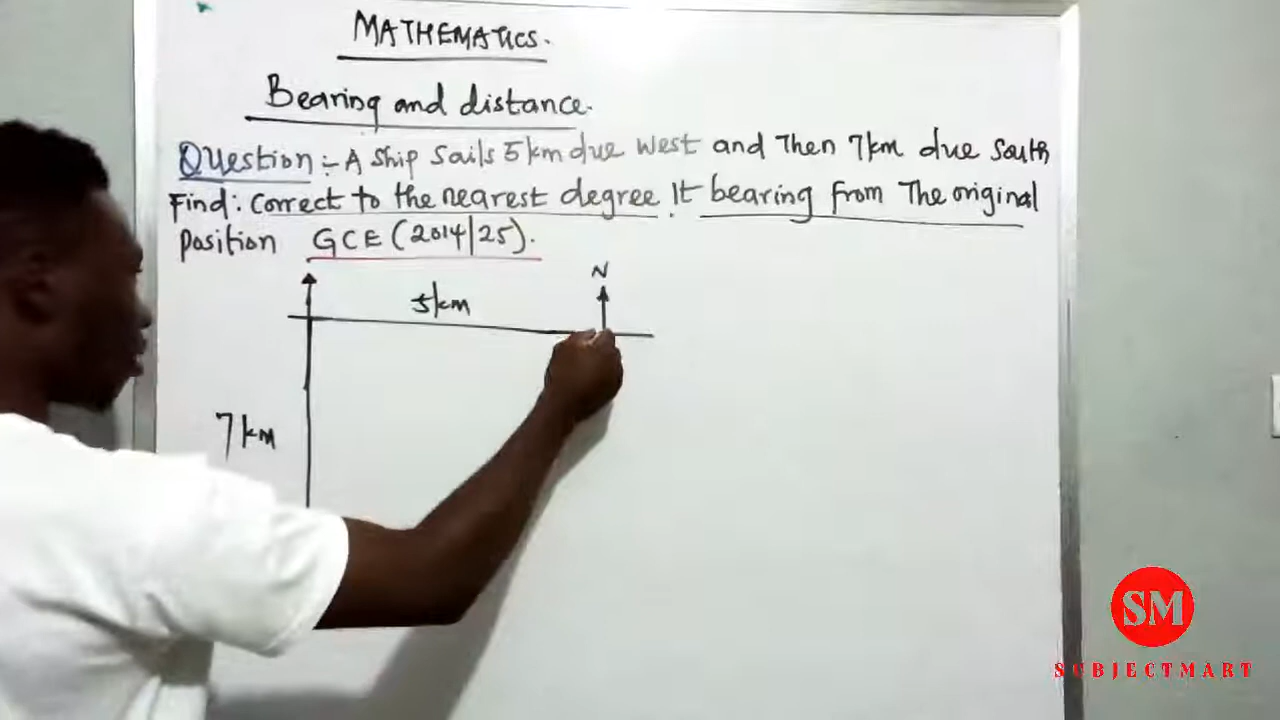 MATHEMATICS.
Bearing and distance.
Question:- A ship sails 5km due west and then 7km due south
Find: Correct to the nearest degree It bearing from The original
position GCE (2014/25).
N
5km
7km
SM
SUBJECTMART